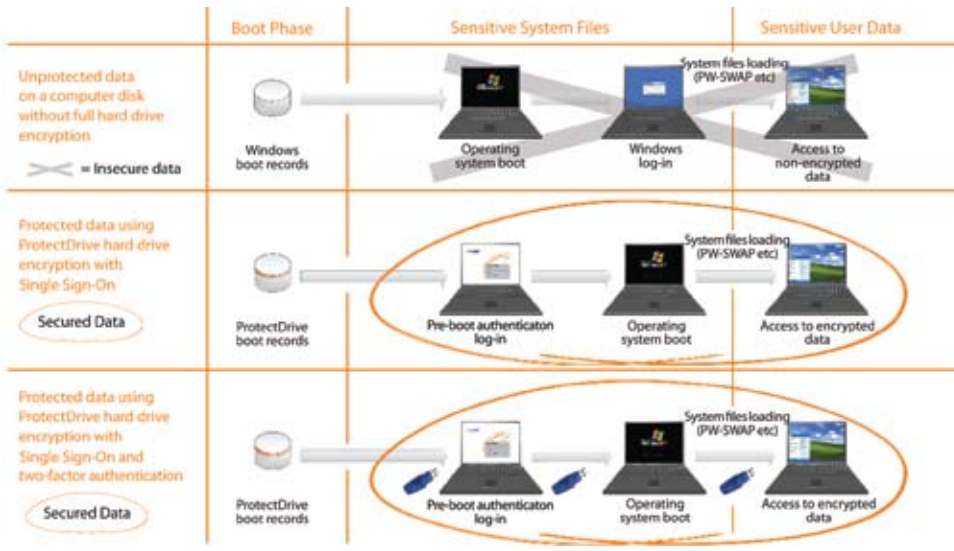 Boot Phase
Sensitive System Files
Sensitive User Data
Unprotected data
on a computer disk
without full hard drive
encryption
= Insecure data
Windows
boot records
Operating
system boot
Windows
log-in
System files loading
(PW-SWAP etc)
Access to
non-encrypted
data
Protected data using
ProtectDrive hard drive
encryption with
Single Sign-On
Secured Data
ProtectDrive
boot records
Pre-boot authenticaton
log-in
Operating
system boot
System files loading
(PW-SWAP etc)
Access to encrypted
data
Protected data using
ProtectDrive hard drive
encryption with
Single Sign-On and
two-factor authentication
Secured Data
ProtectDrive
boot records
Pre-boot authenticaton
log-in
Operating
system boot
System files loading
(PW-SWAP etc)
Access to encrypted
data